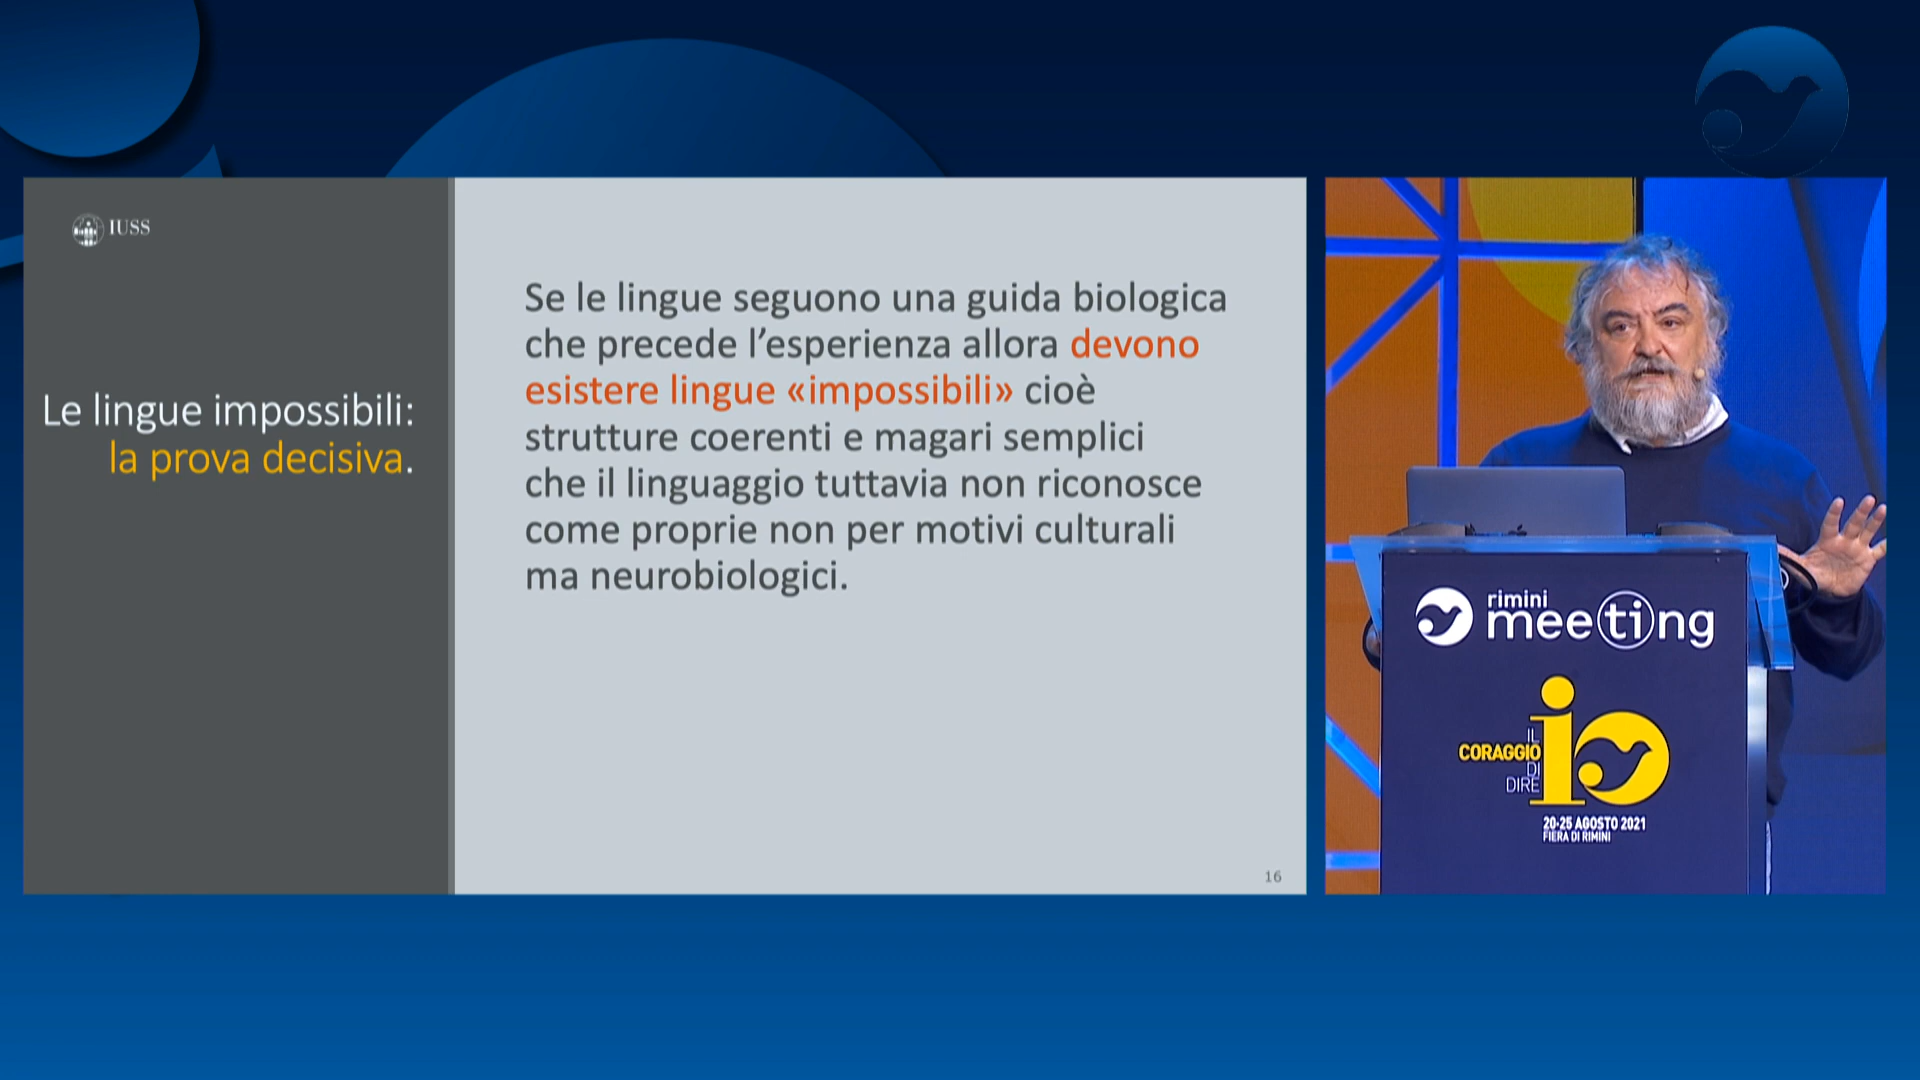 IUSS
Le lingue impossibili:
la prova decisiva.
Se le lingue seguono una guida biologica
che precede l’esperienza allora devono
esistere lingue «impossibili» cioè
strutture coerenti e magari semplici
che il linguaggio tuttavia non riconosce
come proprie non per motivi culturali
ma neurobiologici.
16
rimini
meeting
IL
CORAGGIO
DI
DIRE
io
20-25 AGOSTO 2021
FIERA DI RIMINI